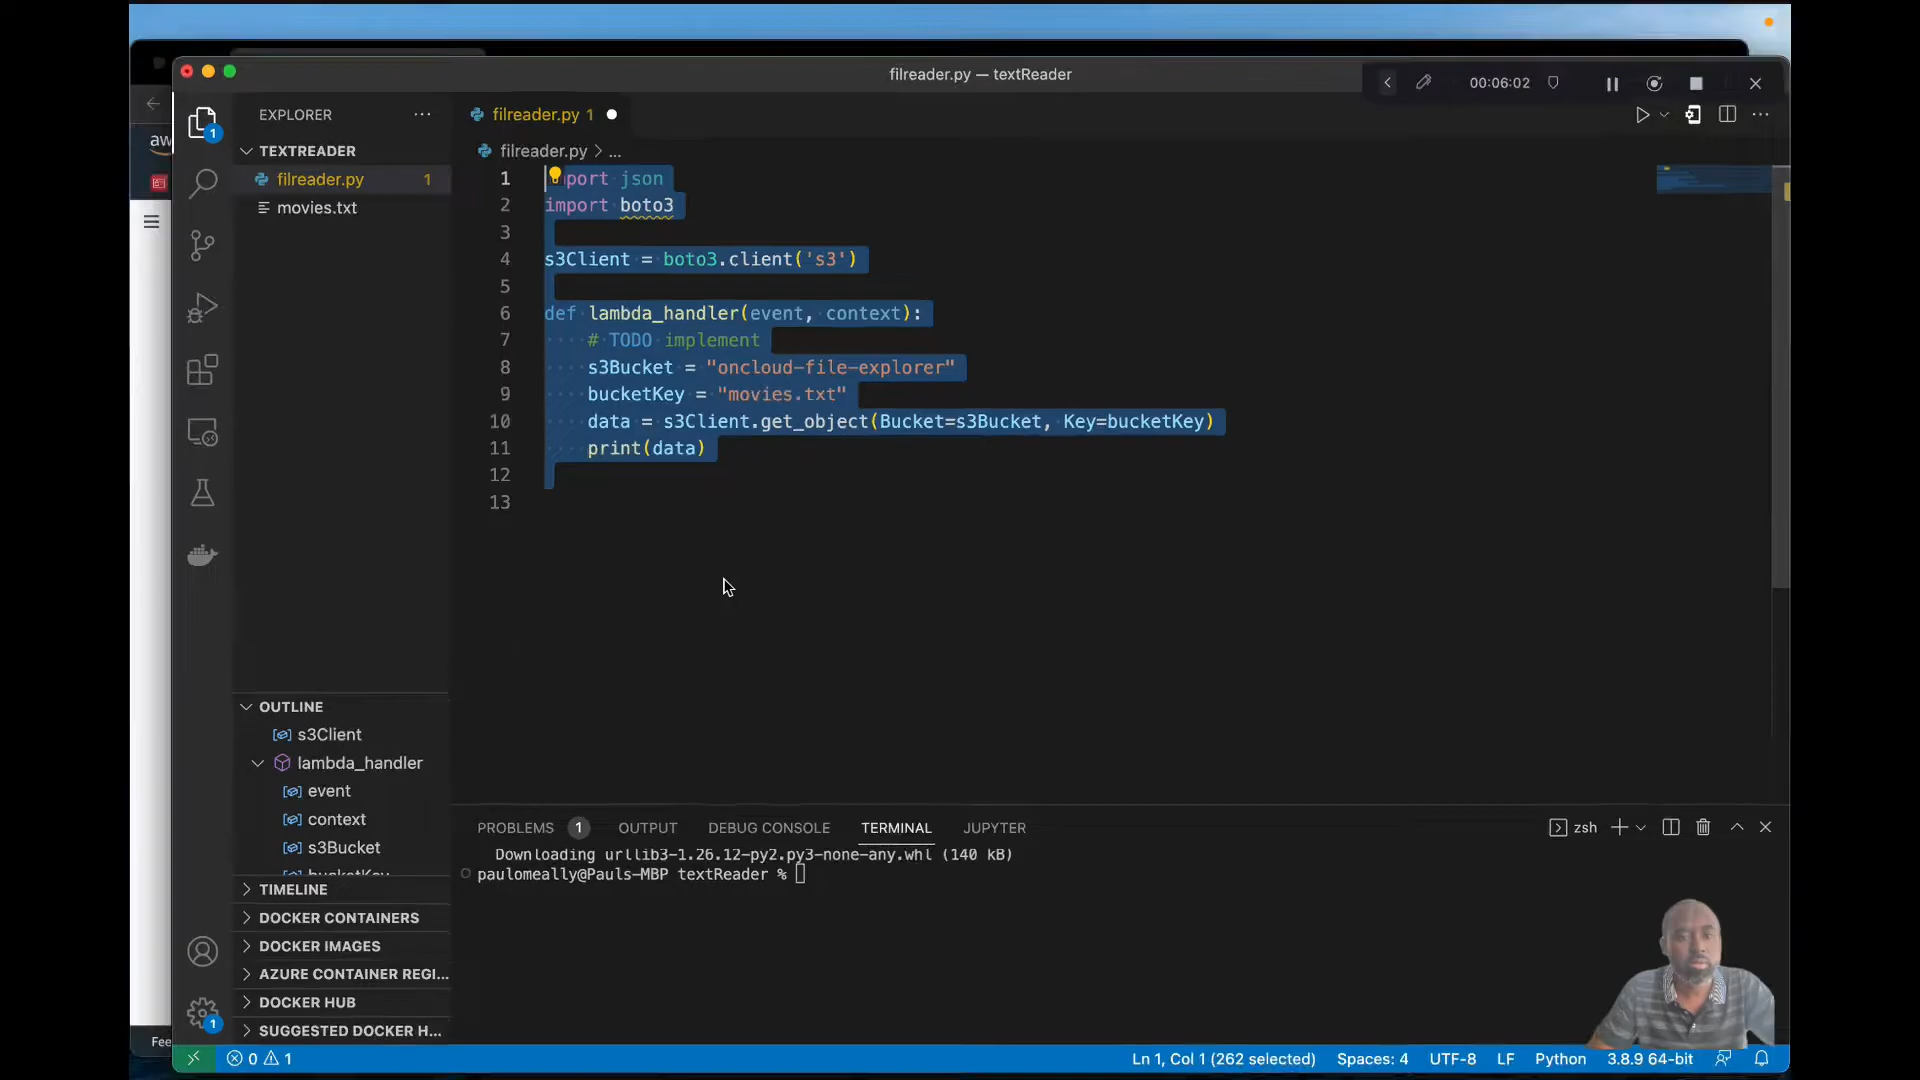 filreader.py — textReader
00:06:02
aws
EXPLORER
filreader.py 1
1
TEXTREADER
filreader.py > ...
filreader.py 1
movies.txt
1 import json
2 import boto3
3
4 s3Client = boto3.client('s3')
5
6 def lambda_handler(event, context):
7 # TODO implement
8 s3Bucket = "oncloud-file-explorer"
9 bucketKey = "movies.txt"
10 data = s3Client.get_object(Bucket=s3Bucket, Key=bucketKey)
11 print(data)
12
13
OUTLINE
s3Client
lambda_handler
event
context
s3Bucket
bucketKey
TIMELINE
DOCKER CONTAINERS
DOCKER IMAGES
AZURE CONTAINER REGI...
DOCKER HUB
SUGGESTED DOCKER H...
PROBLEMS 1 OUTPUT DEBUG CONSOLE TERMINAL JUPYTER
zsh
Downloading urllib3-1.26.12-py2.py3-none-any.whl (140 kB)
paulomeally@Pauls-MBP textReader %
1
Fee
0 1
Ln 1, Col 1 (262 selected) Spaces: 4 UTF-8 LF Python 3.8.9 64-bit